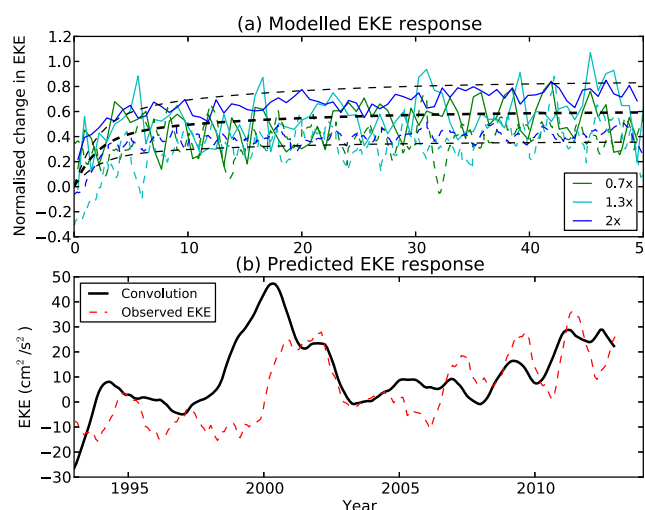 (a) Modelled EKE response
Normalised change in EKE
1.2
1.0
0.8
0.6
0.4
0.2
0.0
−0.2
−0.4
0.7x
1.3x
2x
0 10 20 30 40 5
(b) Predicted EKE response
EKE (cm²/s²)
50
40
30
20
10
0
−10
−20
−30
Convolution
Observed EKE
1995 2000 2005 2010
Year